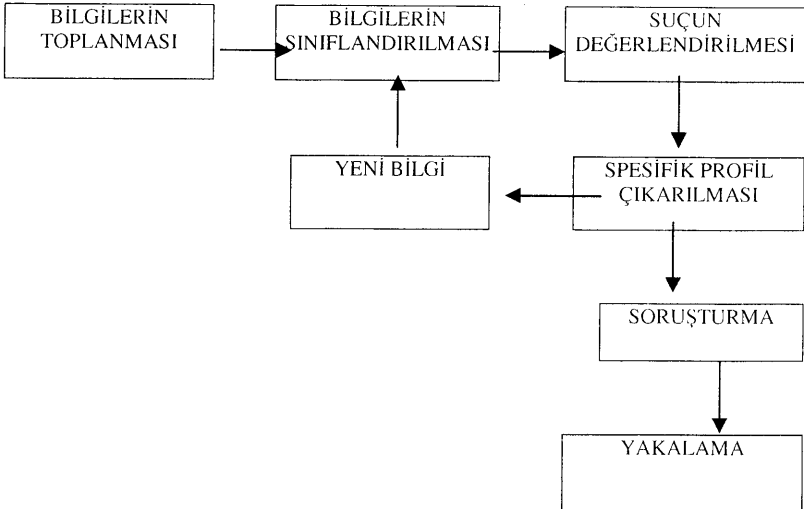 BİLGİLERİN
TOPLANMASI
BİLGİLERİN
SINIFLANDIRILMASI
SUÇUN
DEĞERLENDİRİLMESİ
YENİ BİLGİ
SPESİFİK PROFİL
ÇIKARILMASI
SORUŞTURMA
YAKALAMA